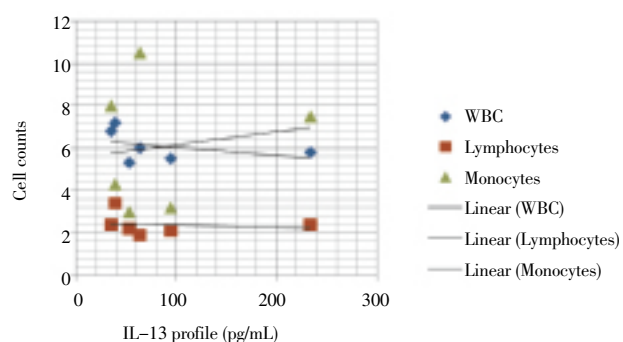 12
10
8
6
4
2
0
Cell counts
0 100 200 300
IL-13 profile (pg/mL)
WBC
Lymphocytes
Monocytes
Linear (WBC)
Linear (Lymphocytes)
Linear (Monocytes)